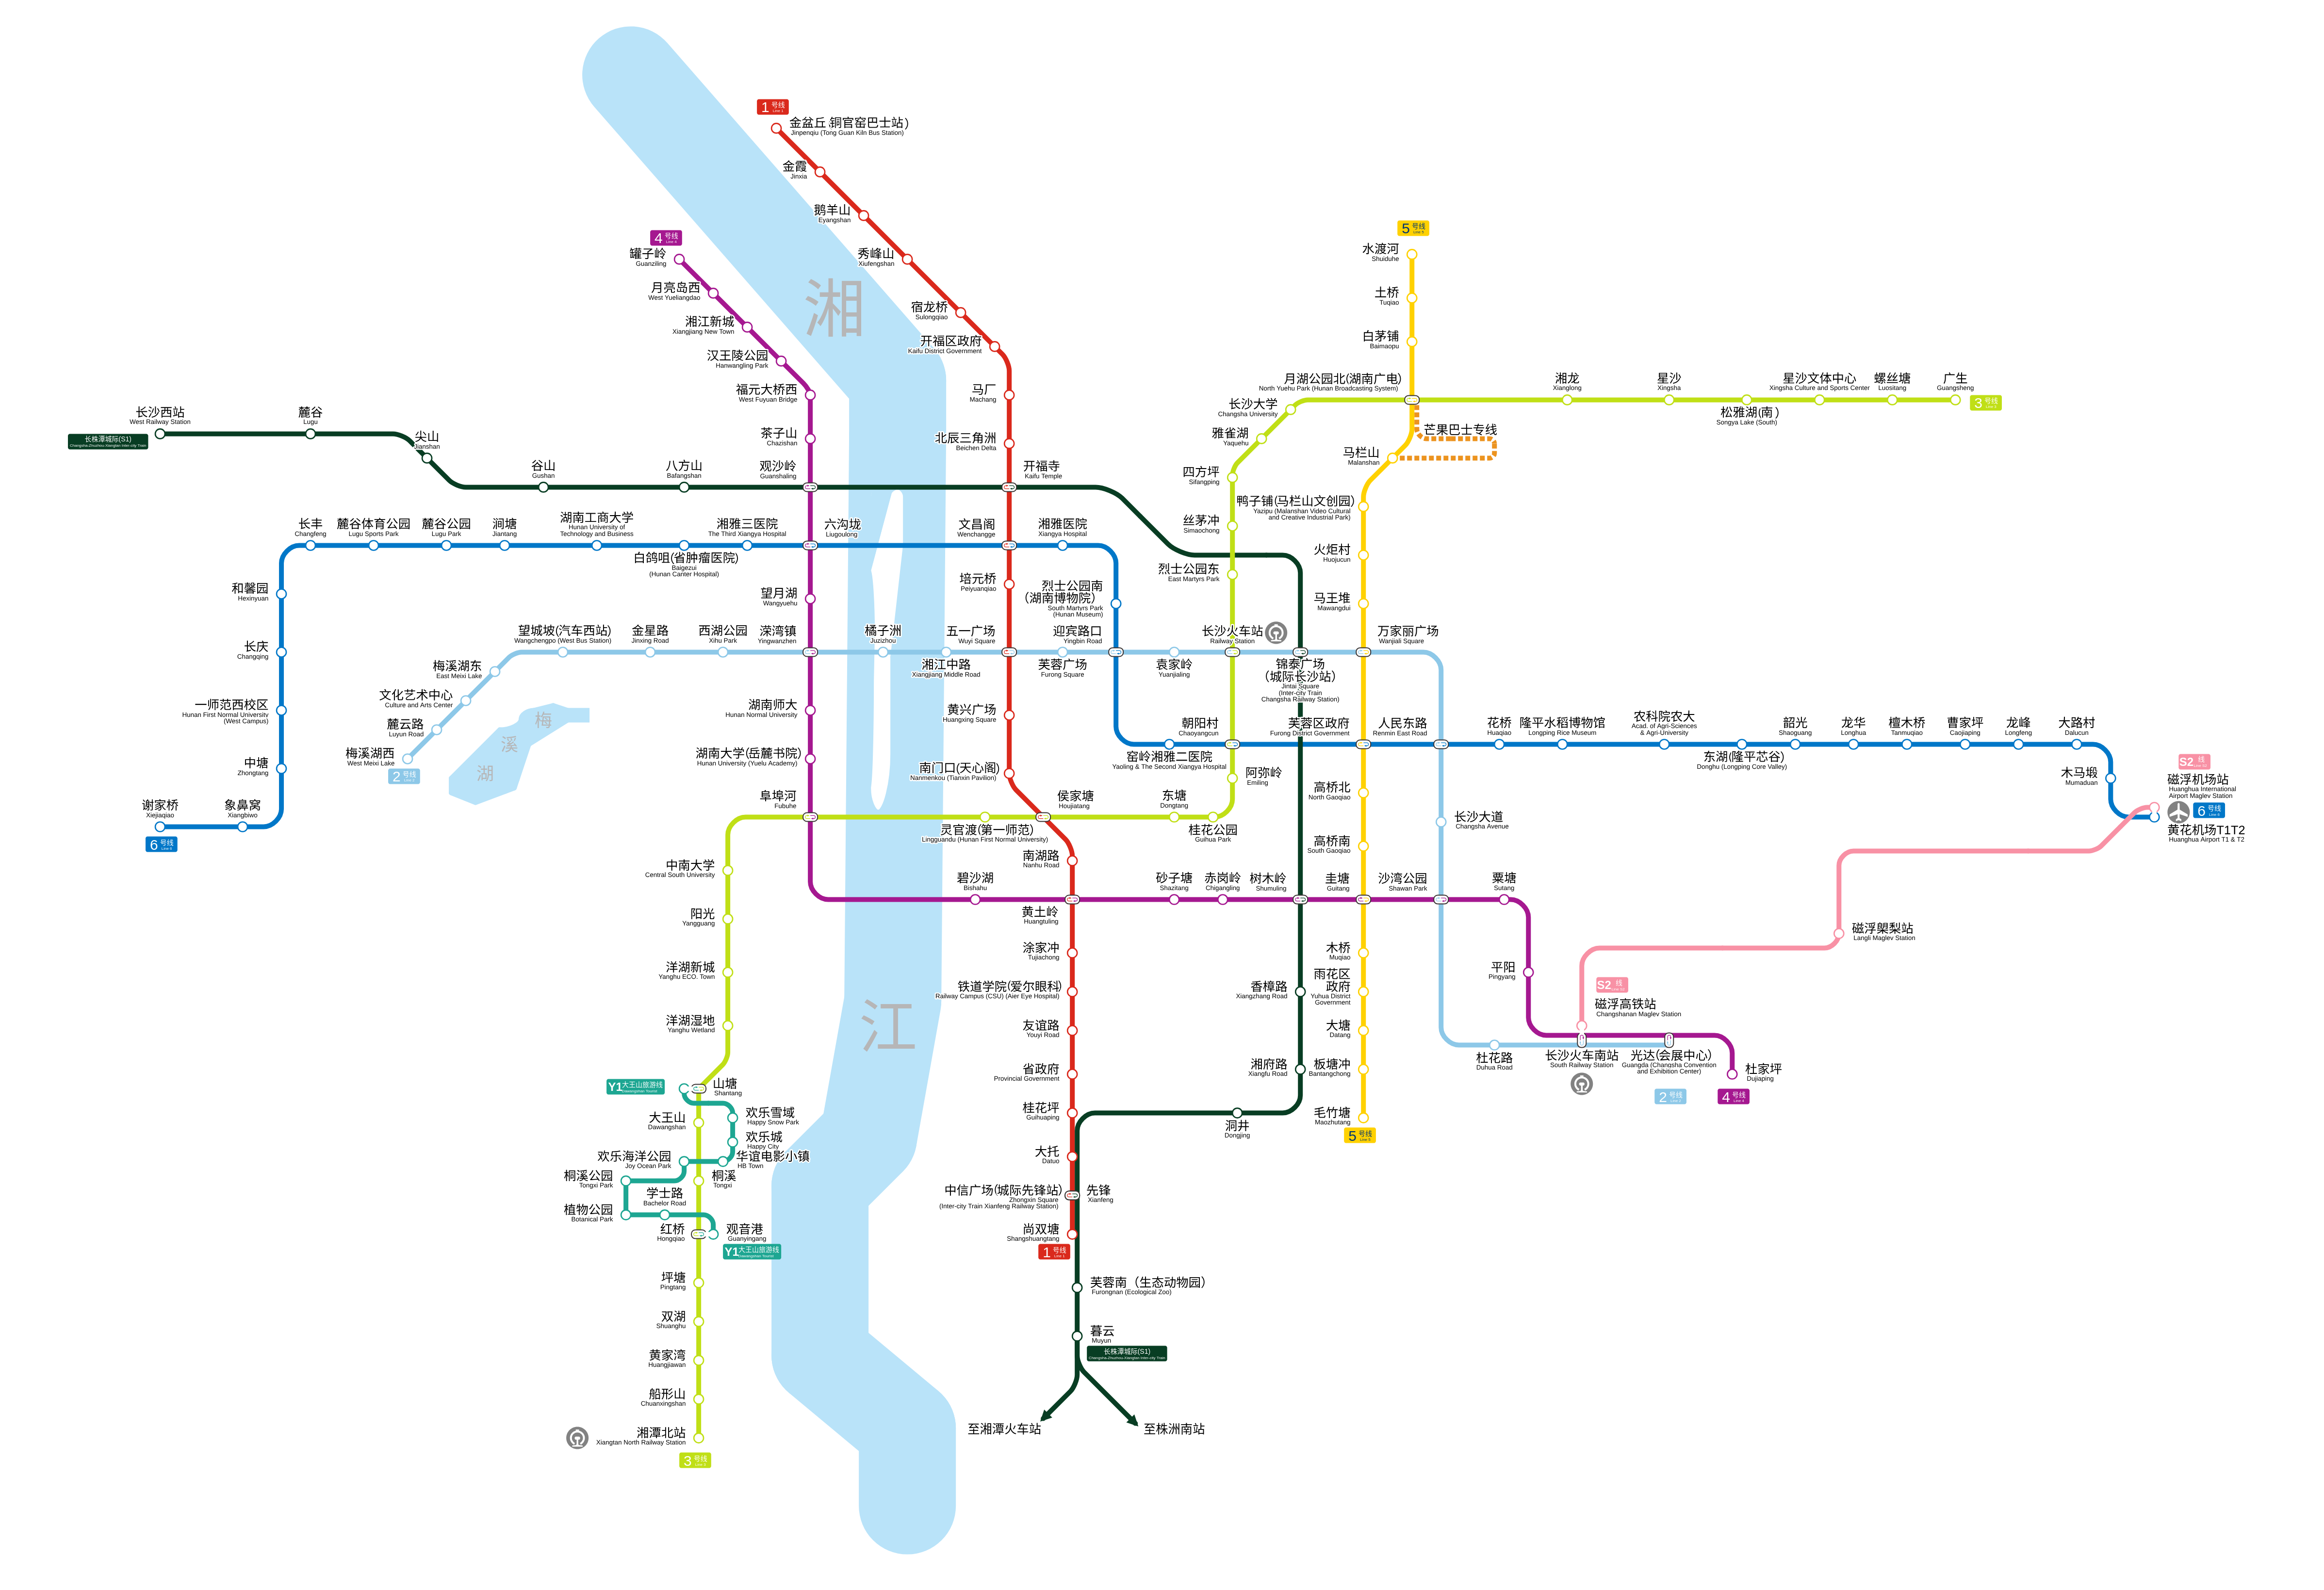 1 号线
Line 1
金盆丘(铜官窑巴士站)
Jinpenqiu (Tong Guan Kiln Bus Station)
金霞
Jinxia
鹅羊山
Eyangshan
秀峰山
Xiufengshan
宿龙桥
Sulongqiao
开福区政府
Kaifu District Government
马厂
Machang
北辰三角洲
Beichen Delta
开福寺
Kaifu Temple
文昌阁
Wenchangge
培元桥
Peiyuanqiao
五一广场
Wuyi Square
黄兴广场
Huangxing Square
南门口(天心阁)
Nanmenkou (Tianxin Pavilion)
侯家塘
Houjiatang
南湖路
Nanhu Road
黄土岭
Huangtuling
涂家冲
Tujiachong
铁道学院(爱尔眼科)
Railway Campus (CSU) (Aier Eye Hospital)
友谊路
Youyi Road
省政府
Provincial Government
桂花坪
Guihuaping
大托
Datuo
中信广场(城际先锋站)
Zhongxin Square
(Inter-city Train Xianfeng Railway Station)
先锋
Xianfeng
尚双塘
Shangshuangtang
1 号线
Line 1
4 号线
Line 4
罐子岭
Guanziling
月亮岛西
West Yueliangdao
湘江新城
Xiangjiang New Town
汉王陵公园
Hanwangling Park
福元大桥西
West Fuyuan Bridge
茶子山
Chazishan
观沙岭
Guanshaling
六沟垅
Liugoulong
望月湖
Wangyuehu
溁湾镇
Yingwanzhen
湖南师大
Hunan Normal University
湖南大学(岳麓书院)
Hunan University (Yuelu Academy)
阜埠河
Fubuhe
碧沙湖
Bishahu
砂子塘
Shazitang
赤岗岭
Chigangling
树木岭
Shumuling
圭塘
Guitang
沙湾公园
Shawan Park
粟塘
Sutang
平阳
Pingyang
长沙火车南站
South Railway Station
光达(会展中心)
Guangda (Changsha Convention
and Exhibition Center)
杜家坪
Dujiaping
2 号线
Line 2
4 号线
Line 4
长株潭城际(S1)
Changsha-Zhuzhou-Xiangtan Inter-city Train
长沙西站
West Railway Station
麓谷
Lugu
尖山
Jianshan
谷山
Gushan
八方山
Bafangshan
锦泰广场
(城际长沙站)
Jintai Square
(Inter-city Train
Changsha Railway Station)
香樟路
Xiangzhang Road
湘府路
Xiangfu Road
洞井
Dongjing
芙蓉南（生态动物园）
Furongnan (Ecological Zoo)
暮云
Muyun
长株潭城际(S1)
Changsha-Zhuzhou-Xiangtan Inter-city Train
至湘潭火车站
至株洲南站
6 号线
Line 6
谢家桥
Xiejiaqiao
象鼻窝
Xiangbiwo
中塘
Zhongtang
一师范西校区
Hunan First Normal University
(West Campus)
长庆
Changqing
和馨园
Hexinyuan
长丰
Changfeng
麓谷体育公园
Lugu Sports Park
麓谷公园
Lugu Park
涧塘
Jiantang
湖南工商大学
Hunan University of
Technology and Business
白鸽咀(省肿瘤医院)
Baigezui
(Hunan Canter Hospital)
湘雅三医院
The Third Xiangya Hospital
湘雅医院
Xiangya Hospital
烈士公园南
（湖南博物院）
South Martyrs Park
(Hunan Museum)
迎宾路口
Yingbin Road
朝阳村
Chaoyangcun
窑岭湘雅二医院
Yaoling & The Second Xiangya Hospital
芙蓉区政府
Furong District Government
人民东路
Renmin East Road
花桥
Huaqiao
隆平水稻博物馆
Longping Rice Museum
农科院农大
Acad. of Agri-Sciences
& Agri-University
东湖(隆平芯谷)
Donghu (Longping Core Valley)
韶光
Shaoguang
龙华
Longhua
檀木桥
Tanmuqiao
曹家坪
Caojiaping
龙峰
Longfeng
大路村
Dalucun
木马塅
Mumaduan
S2 线
磁浮机场站
Huanghua International
Airport Maglev Station
6 号线
Line 6
黄花机场T1T2
Huanghua Airport T1 & T2
磁浮㮾梨站
Langli Maglev Station
S2 线
磁浮高铁站
Changshanan Maglev Station
2 号线
Line 2
梅溪湖西
West Meixi Lake
麓云路
Luyun Road
文化艺术中心
Culture and Arts Center
梅溪湖东
East Meixi Lake
望城坡(汽车西站)
Wangchengpo (West Bus Station)
金星路
Jinxing Road
西湖公园
Xihu Park
橘子洲
Juzizhou
湘江中路
Xiangjiang Middle Road
芙蓉广场
Furong Square
袁家岭
Yuanjialing
长沙火车站
Railway Station
万家丽广场
Wanjiali Square
长沙大道
Changsha Avenue
杜花路
Duhua Road
3 号线
Line 3
广生
Guangsheng
螺丝塘
Luositang
星沙文体中心
Xingsha Culture and Sports Center
松雅湖(南)
Songya Lake (South)
星沙
Xingsha
湘龙
Xianglong
月湖公园北(湖南广电)
North Yuehu Park (Hunan Broadcasting System)
长沙大学
Changsha University
雅雀湖
Yaquehu
四方坪
Sifangping
丝茅冲
Simaochong
烈士公园东
East Martyrs Park
阿弥岭
Emiling
桂花公园
Guihua Park
东塘
Dongtang
灵官渡(第一师范)
Lingguandu (Hunan First Normal University)
中南大学
Central South University
阳光
Yangguang
洋湖新城
Yanghu ECO. Town
洋湖湿地
Yanghu Wetland
山塘
Shantang
大王山
Dawangshan
桐溪
Tongxi
红桥
Hongqiao
坪塘
Pingtang
双湖
Shuanghu
黄家湾
Huangjiawan
船形山
Chuanxingshan
湘潭北站
Xiangtan North Railway Station
3 号线
Line 3
Y1 大王山旅游线
欢乐雪域
Happy Snow Park
欢乐城
Happy City
华谊电影小镇
HB Town
欢乐海洋公园
Joy Ocean Park
桐溪公园
Tongxi Park
植物公园
Botanical Park
学士路
Bachelor Road
观音港
Guanyingang
Y1 大王山旅游线
5 号线
Line 5
水渡河
Shuiduhe
土桥
Tuqiao
白茅铺
Baimaopu
芒果巴士专线
马栏山
Malanshan
鸭子铺(马栏山文创园)
Yazipu (Malanshan Video Cultural
and Creative Industrial Park)
火炬村
Huojucun
马王堆
Mawangdui
高桥北
North Gaoqiao
高桥南
South Gaoqiao
木桥
Muqiao
雨花区
政府
Yuhua District
Government
大塘
Datang
板塘冲
Bantangchong
毛竹塘
Maozhutang
5 号线
Line 5
湘
江
梅
溪
湖